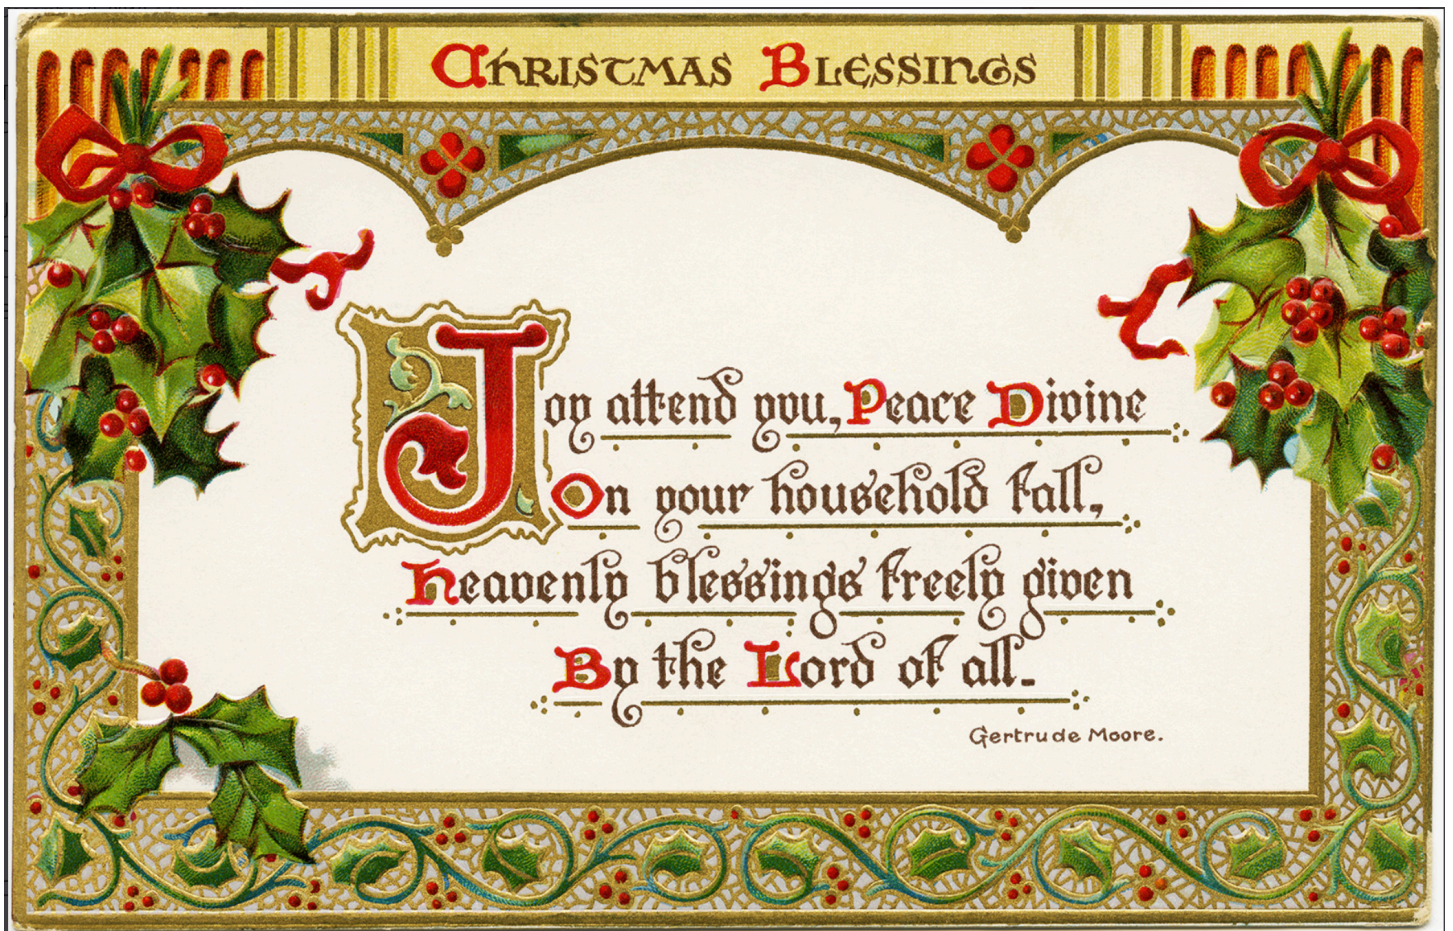 Christmas Blessings
Joy attend you, Peace Divine
On your household fall,
Heavenly blessings freely given
By the Lord of all.
Gertrude Moore.